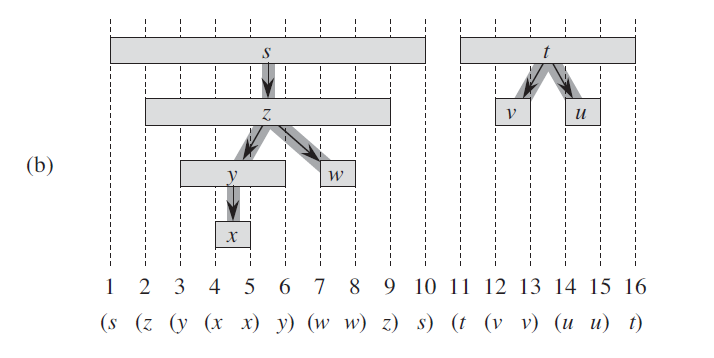 s t
z v u
(b) y w
x
1 2 3 4 5 6 7 8 9 10 11 12 13 14 15 16
(s (z (y (x x) y) (w w) z) s) (t (v v) (u u) t)